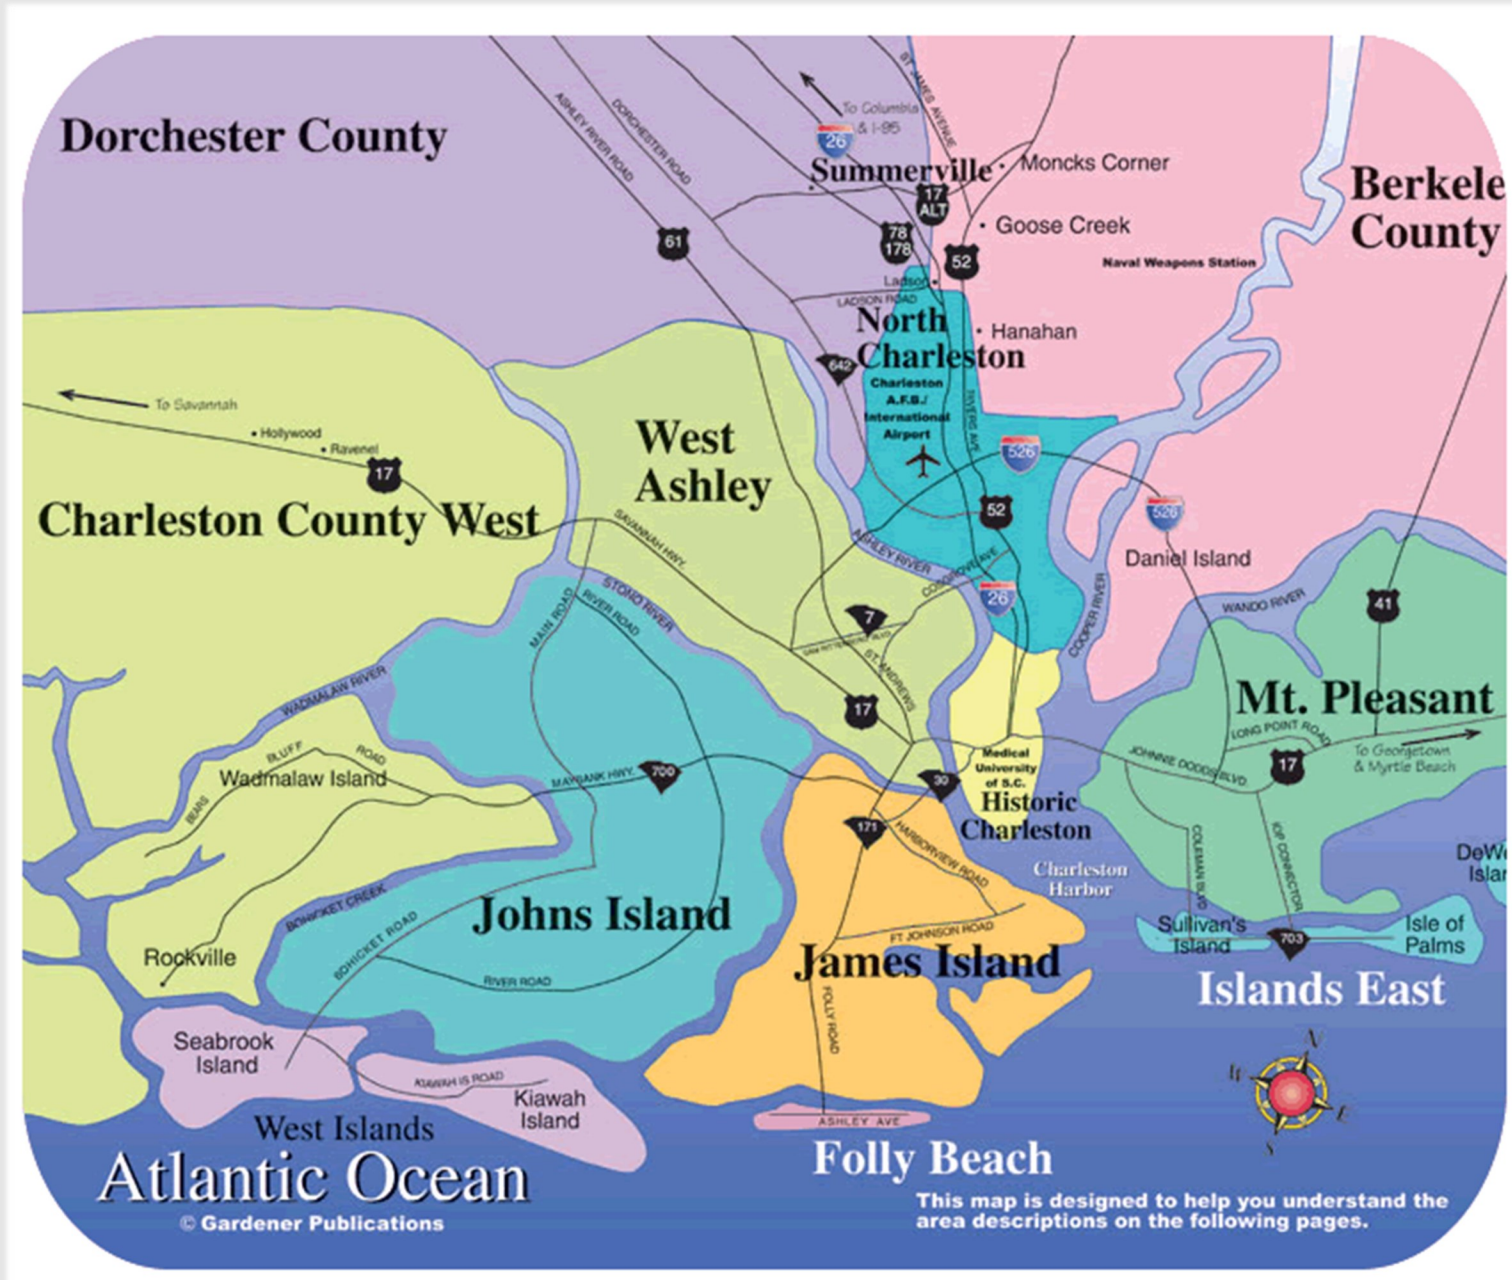 ST. JAMES AVENUE
To Columbia
& I-95
26
ASHLEY RIVER ROAD
DORCHESTER ROAD
Dorchester County
Summerville
Moncks Corner
17
ALT
Berkele
County
61
78
178
Goose Creek
52
Naval Weapons Station
Ladson
LADSON ROAD
North
Charleston
Hanahan
642
Charleston
A.F.B./
International
Airport
RIVERS AVE
To Savannah
Hollywood
Ravenel
17
West
Ashley
526
526
Charleston County West
52
SAVANNAH HWY.
ASHLEY RIVER
COSGROVE AVE
Daniel Island
STONO RIVER
MAIN ROAD
RIVER ROAD
26
COOPER RIVER
WANDO RIVER
41
7
SAM RITTENBERG BLVD.
ST. ANDREWS
WADMALAW RIVER
17
Mt. Pleasant
LONG POINT ROAD
To Georgetown
& Myrtle Beach
BLUFF
ROAD
Wadmalaw Island
BEARS
MAYBANK HWY.
700
30
Medical
University
of S.C.
JOHNNIE DODDS BLVD.
17
Historic
Charleston
171
HARBORVIEW ROAD
Charleston
Harbor
COLEMAN BLVD
IOP CONNECTOR
DeWe
Islan
BOHICKET CREEK
BOHICKET ROAD
Johns Island
FT JOHNSON ROAD
Sullivan's
Island
703
Isle of
Palms
Rockville
RIVER ROAD
James Island
Islands East
FOLLY ROAD
Seabrook
Island
KIAWAH IS ROAD
Kiawah
Island
N
W
E
S
West Islands
ASHLEY AVE
Atlantic Ocean
Folly Beach
© Gardener Publications
This map is designed to help you understand the
area descriptions on the following pages.